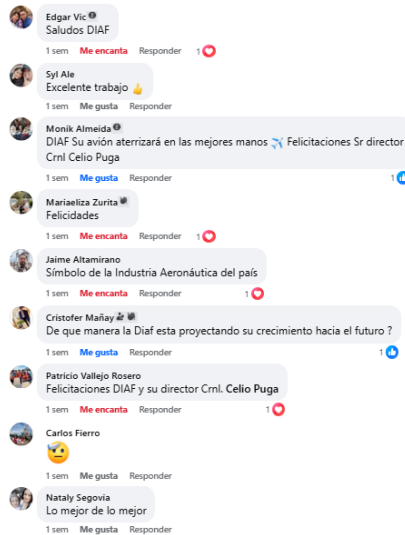 Edgar Vic
Saludos DIAF
1 sem Me encanta Responder 1
Syl Ale
Excelente trabajo 👍
1 sem Me gusta Responder
Monik Almeida
DIAF Su avión aterrizará en las mejores manos ✈️ Felicitaciones Sr director
Crnl Celio Puga
1 sem Me gusta Responder 1
Mariaeliza Zurita
Felicidades
1 sem Me encanta Responder 1
Jaime Altamirano
Símbolo de la Industria Aeronáutica del país
1 sem Me encanta Responder 1
Cristofer Mañay
De que manera la Diaf esta proyectando su crecimiento hacia el futuro ?
1 sem Me gusta Responder 1
Patricio Vallejo Rosero
Felicitaciones DIAF y su director Crnl. Celio Puga
1 sem Me encanta Responder 1
Carlos Fierro
1 sem Me gusta Responder
Nataly Segovia
Lo mejor de lo mejor
1 sem Me gusta Responder